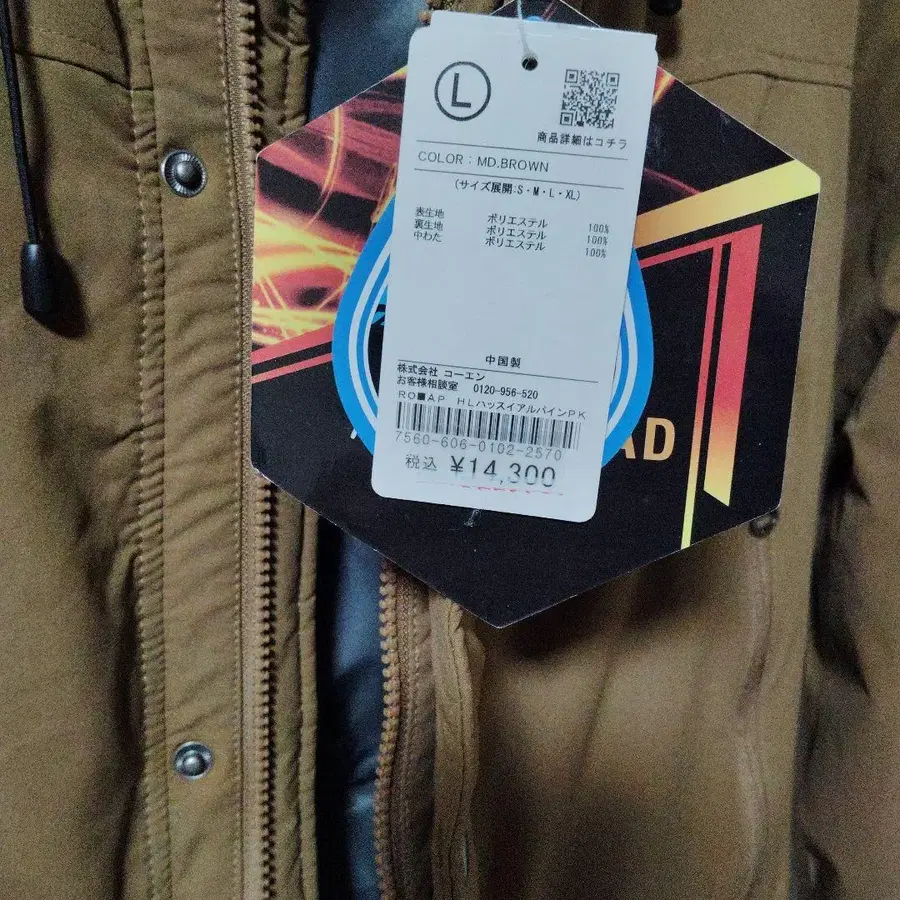 L
商品詳細はコチラ
COLOR : MD.BROWN
(サイズ展開:S・M・L・XL)
表生地 ポリエステル 100%
裏生地 ポリエステル 100%
中わた ポリエステル 100%
中国製
株式会社 コーエン
お客様相談室 0120-956-520
RO■AP HLハッスイアルパインPK
7560-606-0102-2570
税込 ¥14,300
AD